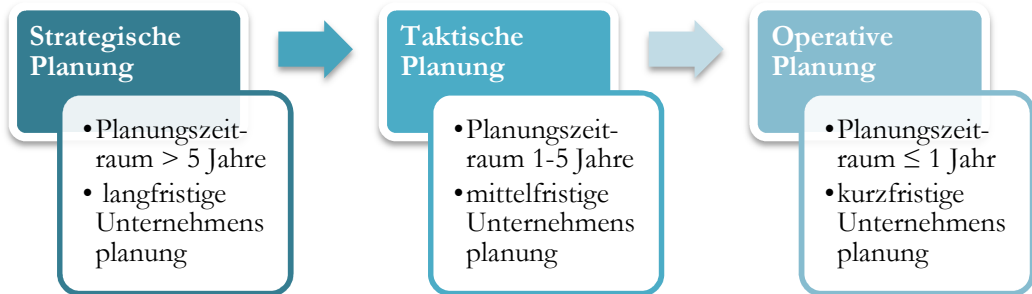 Strategische
Planung
•Planungszeit-
raum > 5 Jahre
• langfristige
Unternehmens
planung
Taktische
Planung
•Planungszeit-
raum 1-5 Jahre
•mittelfristige
Unternehmens
planung
Operative
Planung
•Planungszeit-
raum ≤ 1 Jahr
•kurzfristige
Unternehmens
planung